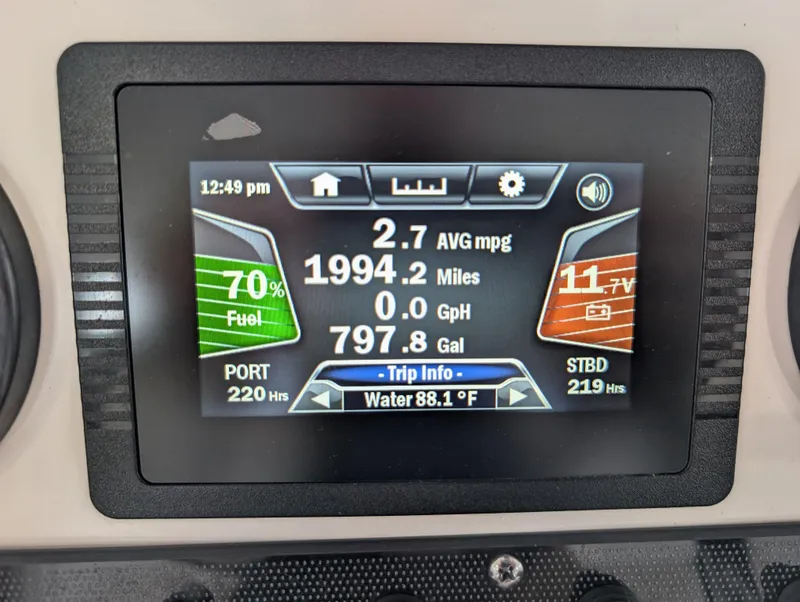 12:49 pm
2.7 AVG mpg
1994.2 Miles
70% Fuel
11.7V
0.0 GpH
797.8 Gal
PORT
220 Hrs
- Trip Info -
Water 88.1 °F
STBD
219 Hrs